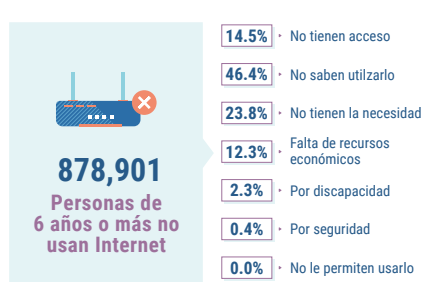 878,901
Personas de
6 años o más no
usan Internet
14.5% No tienen acceso
46.4% No saben utilzarlo
23.8% No tienen la necesidad
12.3% Falta de recursos
económicos
2.3% Por discapacidad
0.4% Por seguridad
0.0% No le permiten usarlo